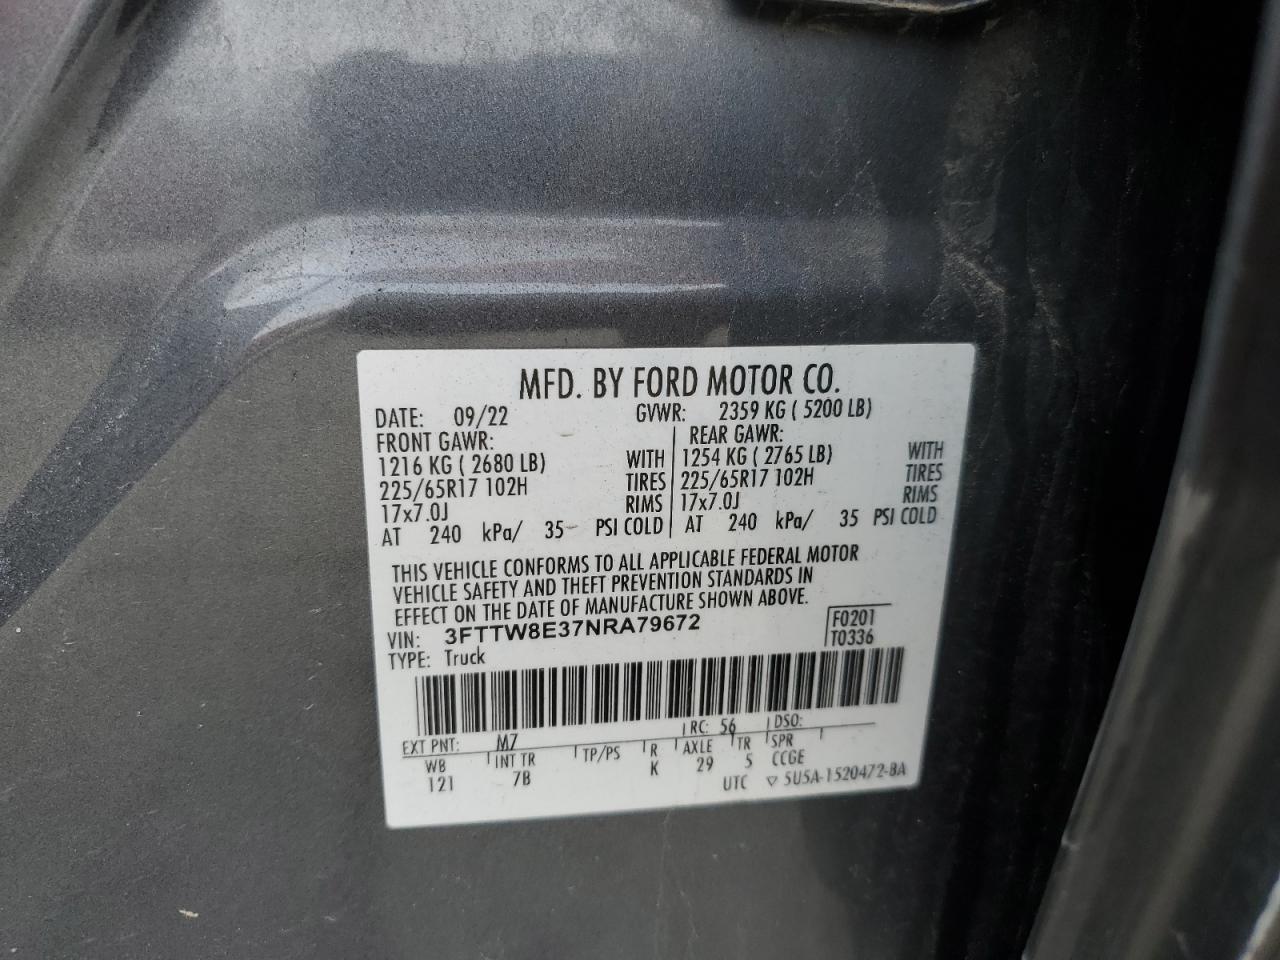 MFD. BY FORD MOTOR CO.
DATE: 09/22 GVWR: 2359 KG ( 5200 LB)
FRONT GAWR: REAR GAWR:
1216 KG ( 2680 LB) WITH 1254 KG ( 2765 LB) WITH
225/65R17 102H TIRES 225/65R17 102H TIRES
17x7.0J RIMS 17x7.0J RIMS
AT 240 kPa/ 35 PSI COLD AT 240 kPa/ 35 PSI COLD
THIS VEHICLE CONFORMS TO ALL APPLICABLE FEDERAL MOTOR
VEHICLE SAFETY AND THEFT PREVENTION STANDARDS IN
EFFECT ON THE DATE OF MANUFACTURE SHOWN ABOVE.
VIN: 3FTTW8E37NRA79672 F0201
TYPE: Truck T0336
EXT PNT: M7 RC: 56 DSO:
WB INT TR TP/PS R AXLE TR SPR
121 7B K 29 5 CCGE
UTC ▽ 5U5A-1520472-BA